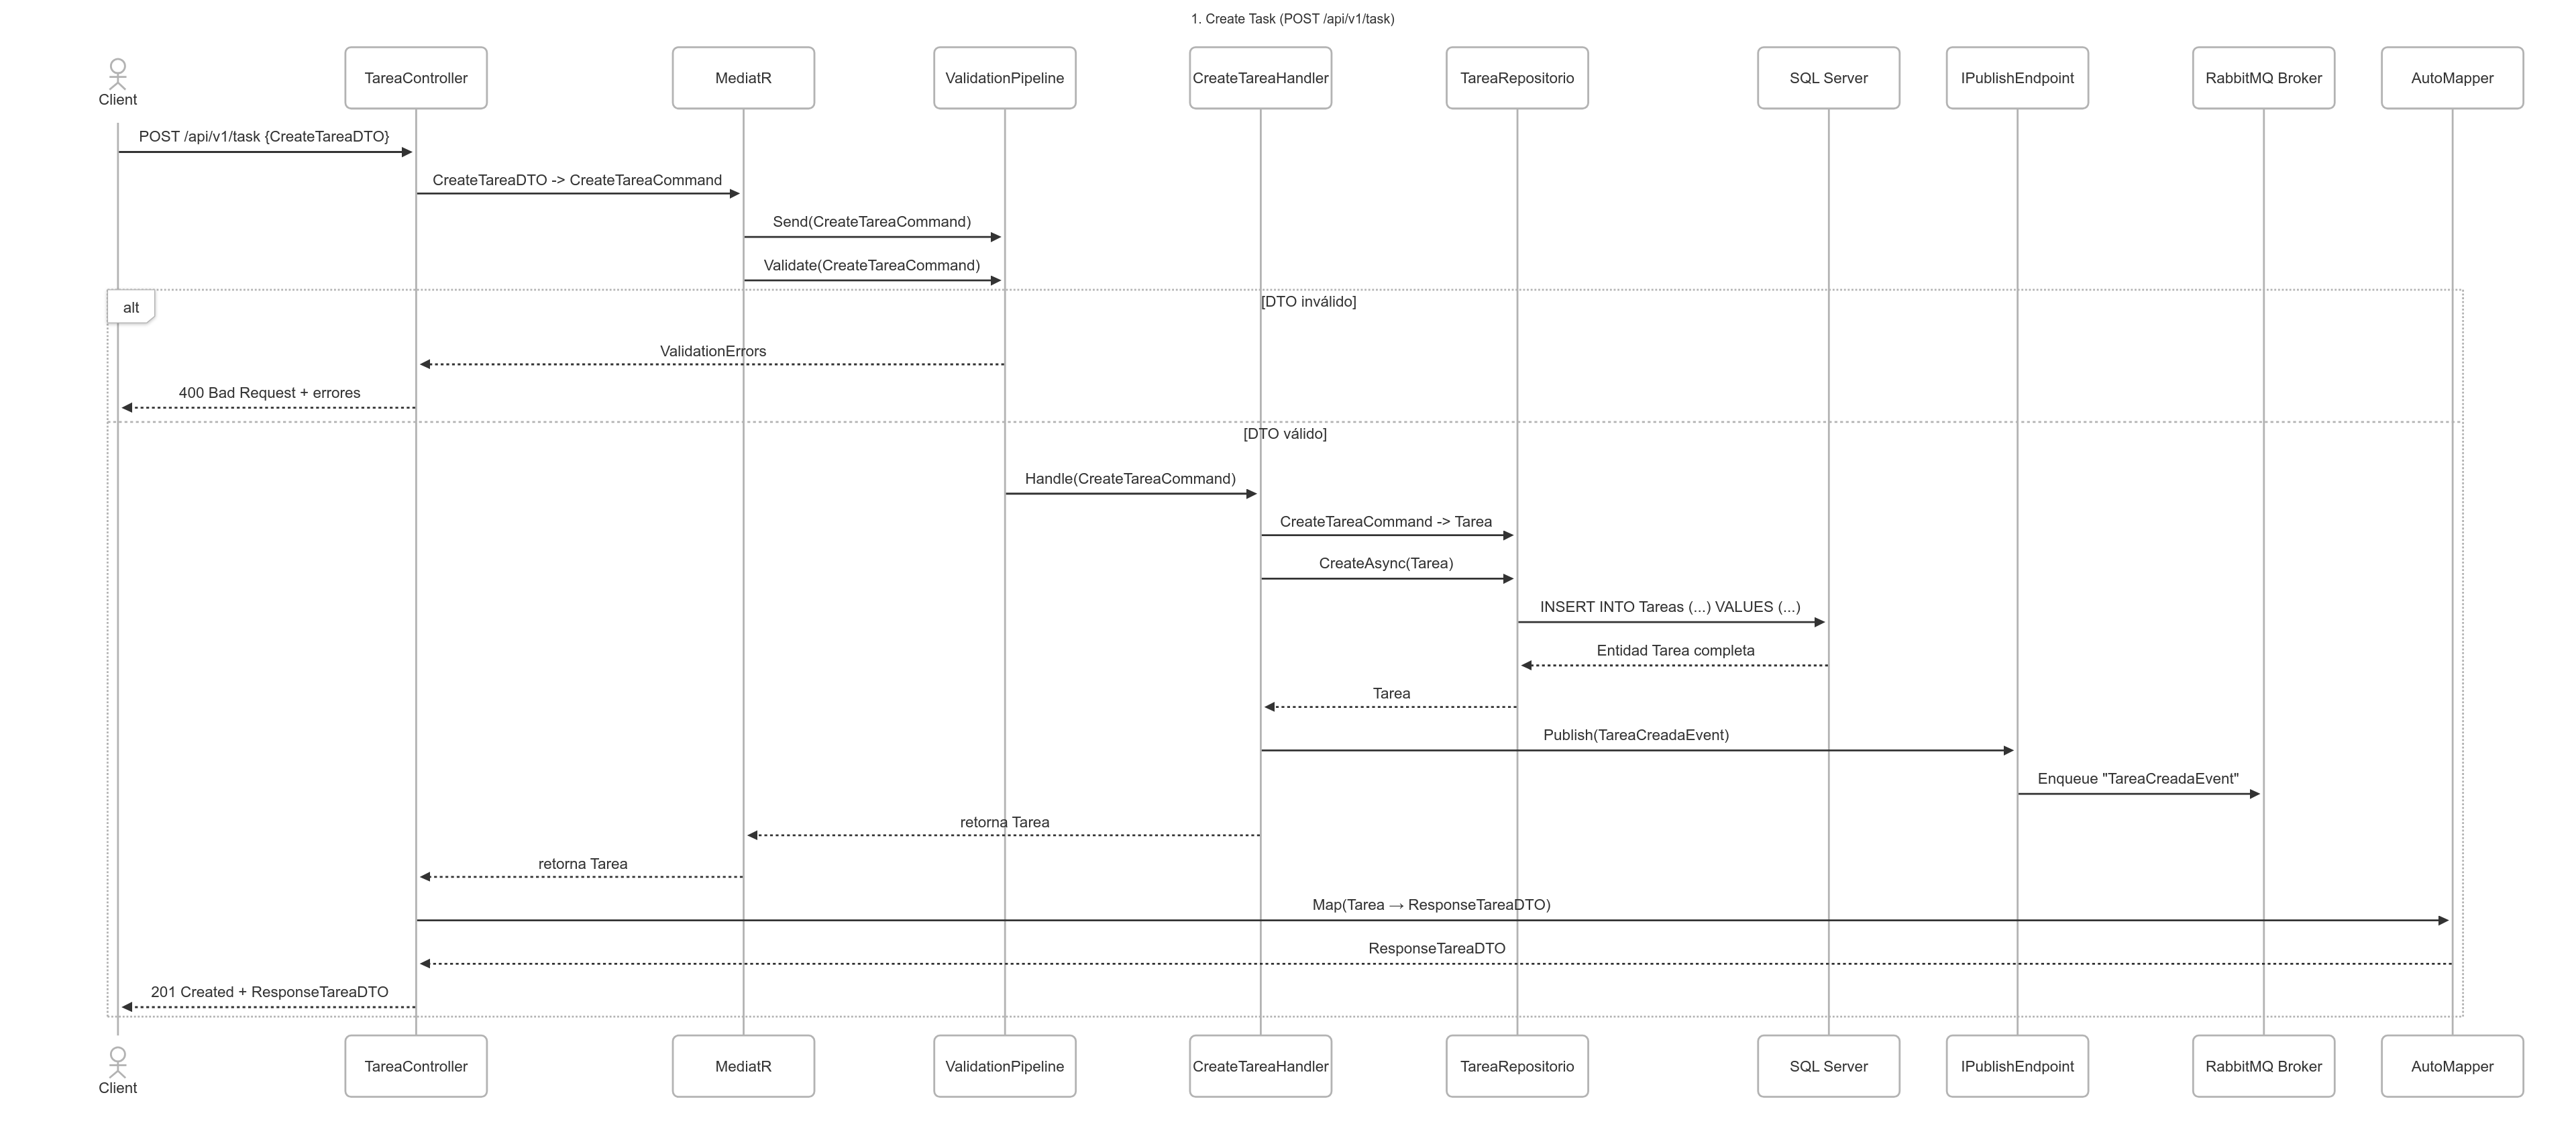 1. Create Task (POST /api/v1/task)
Client
TareaController
MediatR
ValidationPipeline
CreateTareaHandler
TareaRepositorio
SQL Server
IPublishEndpoint
RabbitMQ Broker
AutoMapper
POST /api/v1/task {CreateTareaDTO}
CreateTareaDTO -> CreateTareaCommand
Send(CreateTareaCommand)
Validate(CreateTareaCommand)
alt
[DTO inválido]
ValidationErrors
400 Bad Request + errores
[DTO válido]
Handle(CreateTareaCommand)
CreateTareaCommand -> Tarea
CreateAsync(Tarea)
INSERT INTO Tareas (...) VALUES (...)
Entidad Tarea completa
Tarea
Publish(TareaCreadaEvent)
Enqueue "TareaCreadaEvent"
retorna Tarea
retorna Tarea
Map(Tarea → ResponseTareaDTO)
ResponseTareaDTO
201 Created + ResponseTareaDTO
Client
TareaController
MediatR
ValidationPipeline
CreateTareaHandler
TareaRepositorio
SQL Server
IPublishEndpoint
RabbitMQ Broker
AutoMapper